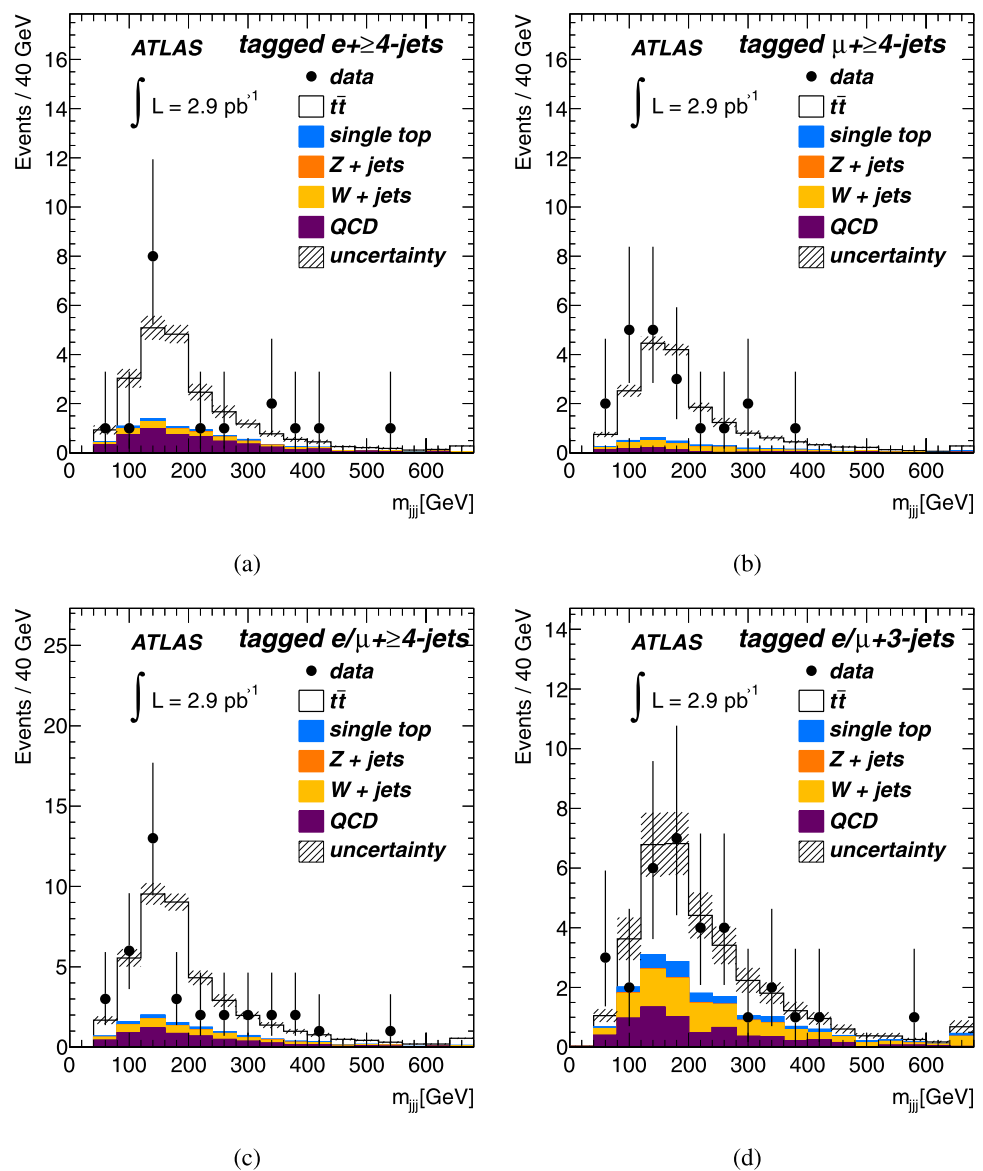 Events / 40 GeV
16
14
12
10
8
6
4
2
0
ATLAS
tagged e+≥4-jets
∫ L = 2.9 pb-1
data
tt̄
single top
Z + jets
W + jets
QCD
uncertainty
0 100 200 300 400 500 600
mjjj[GeV]
(a)
Events / 40 GeV
16
14
12
10
8
6
4
2
0
ATLAS
tagged μ+≥4-jets
∫ L = 2.9 pb-1
data
tt̄
single top
Z + jets
W + jets
QCD
uncertainty
0 100 200 300 400 500 600
mjjj[GeV]
(b)
Events / 40 GeV
25
20
15
10
5
0
ATLAS
tagged e/μ+≥4-jets
∫ L = 2.9 pb-1
data
tt̄
single top
Z + jets
W + jets
QCD
uncertainty
0 100 200 300 400 500 600
mjjj[GeV]
(c)
Events / 40 GeV
14
12
10
8
6
4
2
0
ATLAS
tagged e/μ+3-jets
∫ L = 2.9 pb-1
data
tt̄
single top
Z + jets
W + jets
QCD
uncertainty
0 100 200 300 400 500 600
mjjj[GeV]
(d)